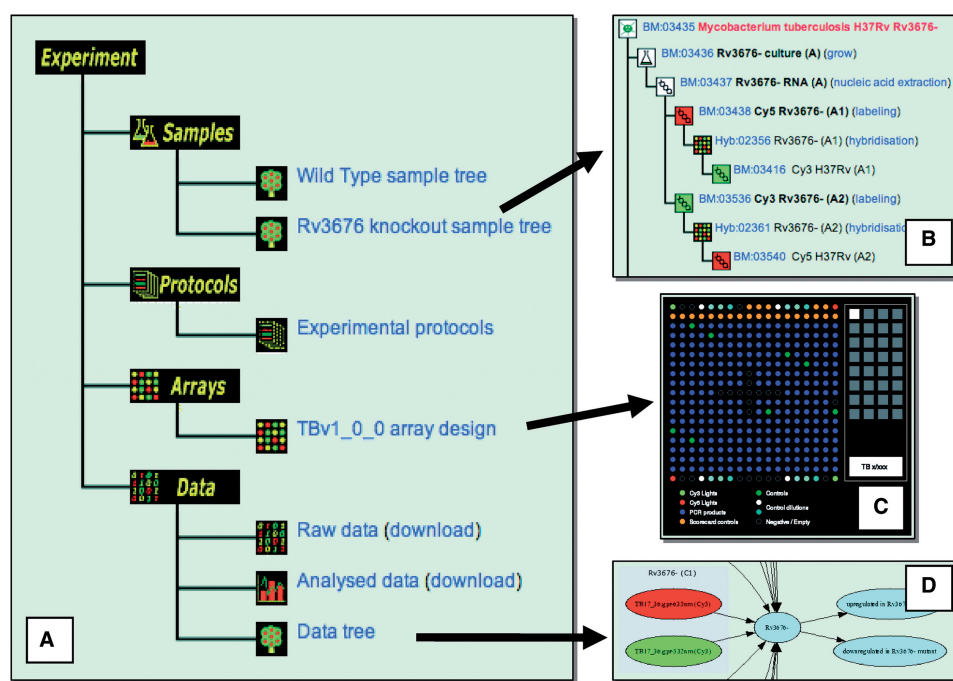 Experiment
Samples
Wild Type sample tree
Rv3676 knockout sample tree
Protocols
Experimental protocols
Arrays
TBv1_0_0 array design
Data
Raw data (download)
Analysed data (download)
Data tree
A
BM:03435 Mycobacterium tuberculosis H37Rv Rv3676-
BM:03436 Rv3676- culture (A) (grow)
BM:03437 Rv3676- RNA (A) (nucleic acid extraction)
BM:03438 Cy5 Rv3676- (A1) (labeling)
Hyb:02356 Rv3676- (A1) (hybridisation)
BM:03416 Cy3 H37Rv (A1)
BM:03536 Cy3 Rv3676- (A2) (labeling)
Hyb:02361 Rv3676- (A2) (hybridisatio
BM:03540 Cy5 H37Rv (A2)
B
TB x/xxx
Cy3 Lights
Cy5 Lights
PCR products
Scorecard controls
Controls
Control dilutions
Negative / Empty
C
Rv3676- (C1)
Rv3676-
upregulated in Rv36
downregulated in Rv3676- mutant
D